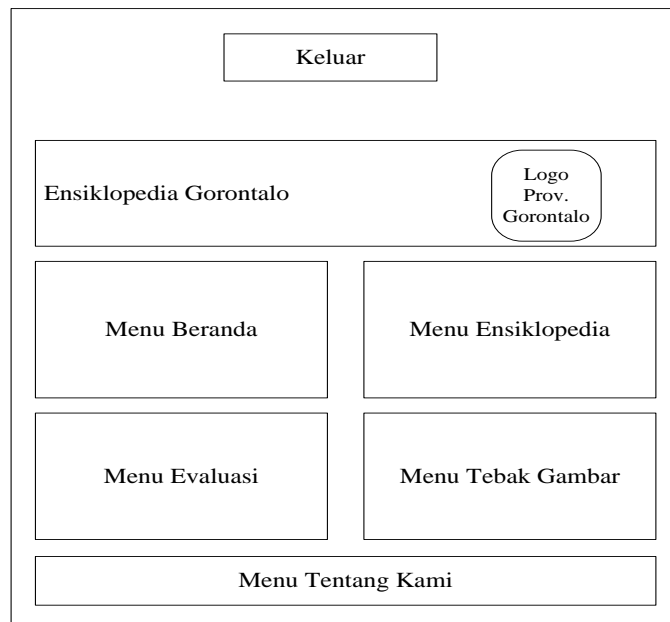 Keluar
Ensiklopedia Gorontalo
Logo
Prov.
Gorontalo
Menu Beranda
Menu Ensiklopedia
Menu Evaluasi
Menu Tebak Gambar
Menu Tentang Kami